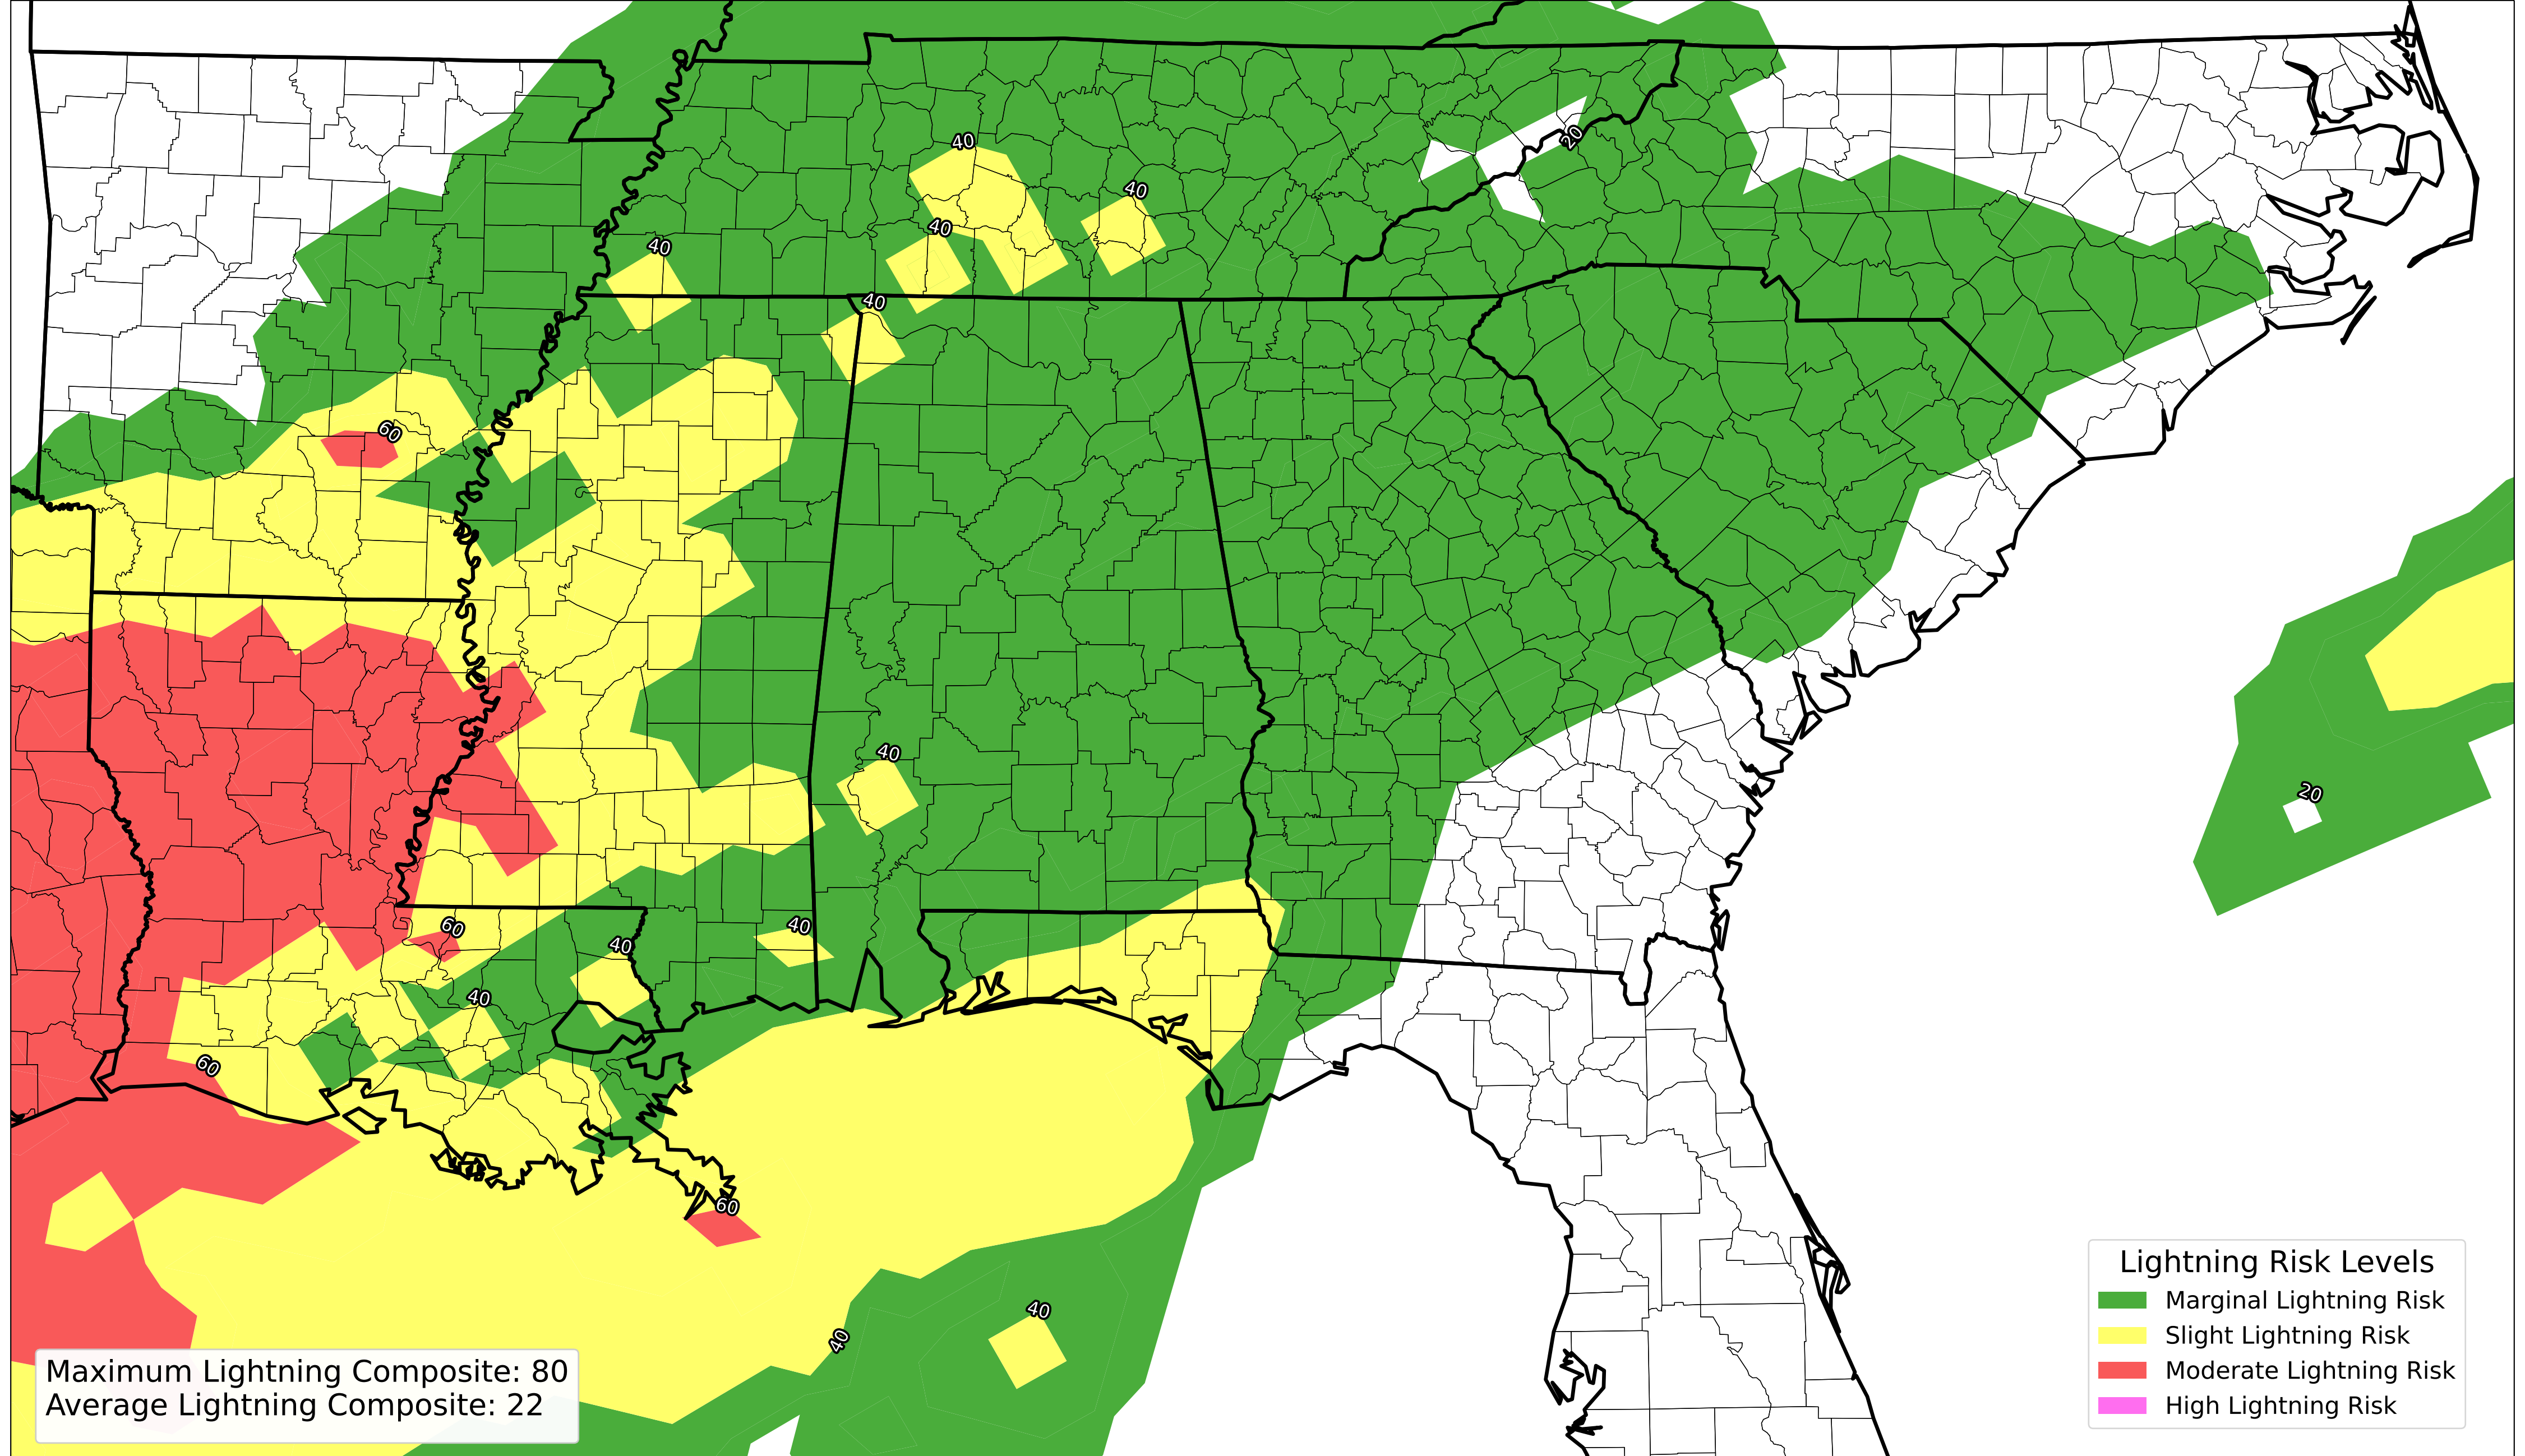 40
20
40
40
40
40
60
40
40
60
40
40
20
60
60
40
40
Lightning Risk Levels
Marginal Lightning Risk
Slight Lightning Risk
Moderate Lightning Risk
High Lightning Risk
Maximum Lightning Composite: 80
Average Lightning Composite: 22